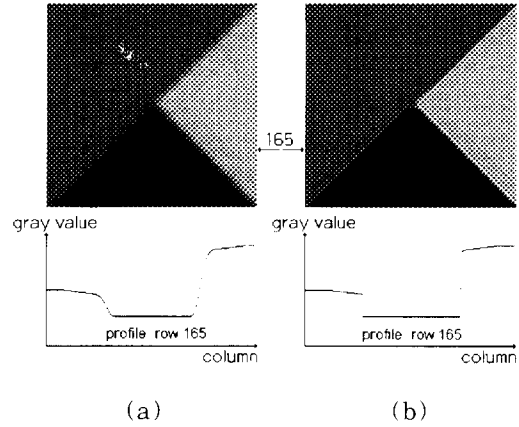 165
gray value
gray value
profile row 165
profile row 165
column
column
(a)
(b)